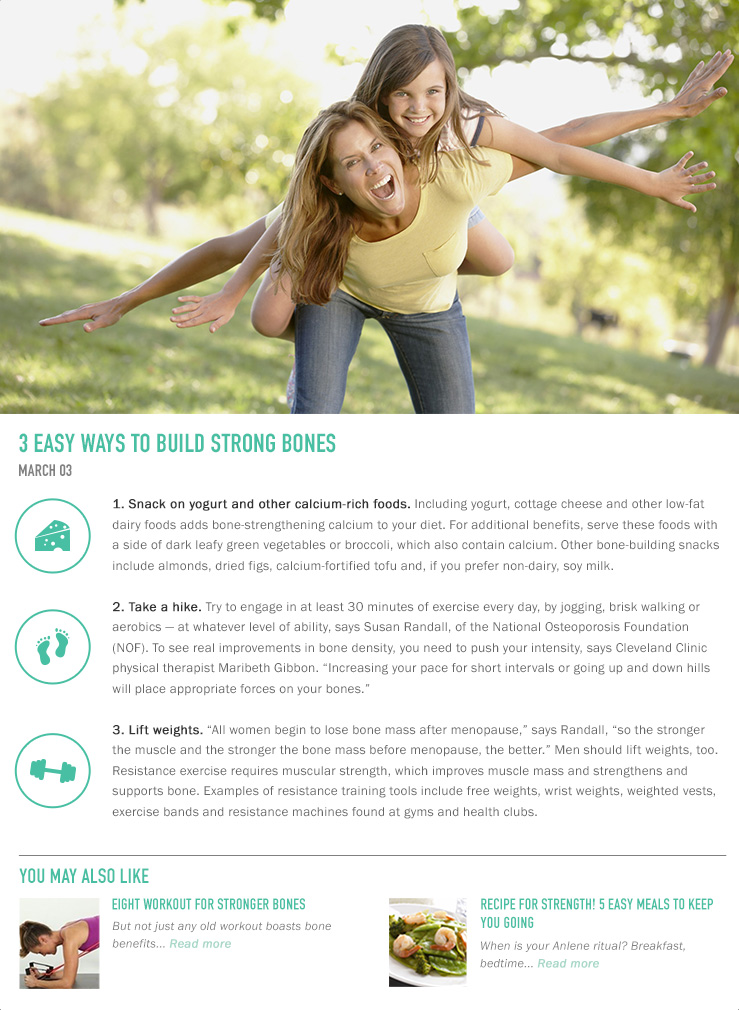 3 EASY WAYS TO BUILD STRONG BONES
MARCH 03
1. Snack on yogurt and other calcium-rich foods. Including yogurt, cottage cheese and other low-fat
dairy foods adds bone-strengthening calcium to your diet. For additional benefits, serve these foods with
a side of dark leafy green vegetables or broccoli, which also contain calcium. Other bone-building snacks
include almonds, dried figs, calcium-fortified tofu and, if you prefer non-dairy, soy milk.
2. Take a hike. Try to engage in at least 30 minutes of exercise every day, by jogging, brisk walking or
aerobics — at whatever level of ability, says Susan Randall, of the National Osteoporosis Foundation
(NOF). To see real improvements in bone density, you need to push your intensity, says Cleveland Clinic
physical therapist Maribeth Gibbon. “Increasing your pace for short intervals or going up and down hills
will place appropriate forces on your bones.”
3. Lift weights. “All women begin to lose bone mass after menopause,” says Randall, “so the stronger
the muscle and the stronger the bone mass before menopause, the better.” Men should lift weights, too.
Resistance exercise requires muscular strength, which improves muscle mass and strengthens and
supports bone. Examples of resistance training tools include free weights, wrist weights, weighted vests,
exercise bands and resistance machines found at gyms and health clubs.
YOU MAY ALSO LIKE
EIGHT WORKOUT FOR STRONGER BONES
But not just any old workout boasts bone
benefits... Read more
RECIPE FOR STRENGTH! 5 EASY MEALS TO KEEP
YOU GOING
When is your Anlene ritual? Breakfast,
bedtime... Read more